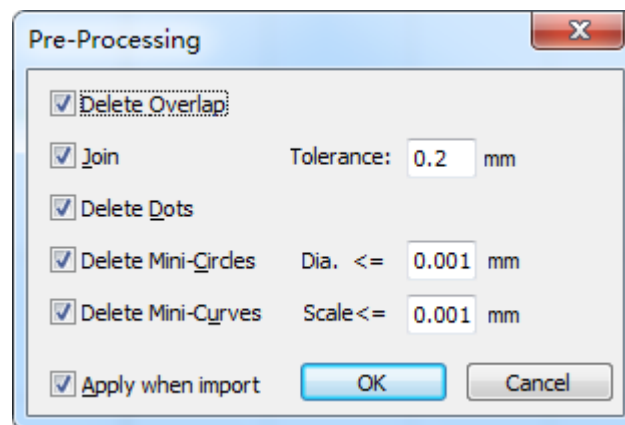 Pre-Processing
Delete Overlap
Join Tolerance: 0.2 mm
Delete Dots
Delete Mini-Circles Dia. <= 0.001 mm
Delete Mini-Curves Scale<= 0.001 mm
Apply when import OK Cancel